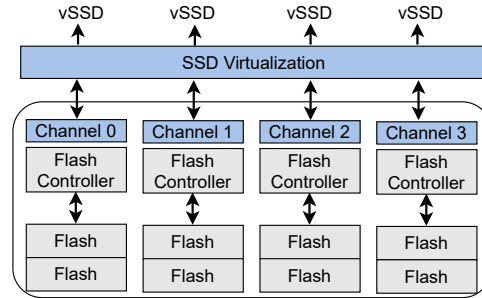 vSSD vSSD vSSD vSSD
SSD Virtualization
Channel 0 Channel 1 Channel 2 Channel 3
Flash Flash Flash Flash
Controller Controller Controller Controller
Flash Flash Flash Flash
Flash Flash Flash Flash